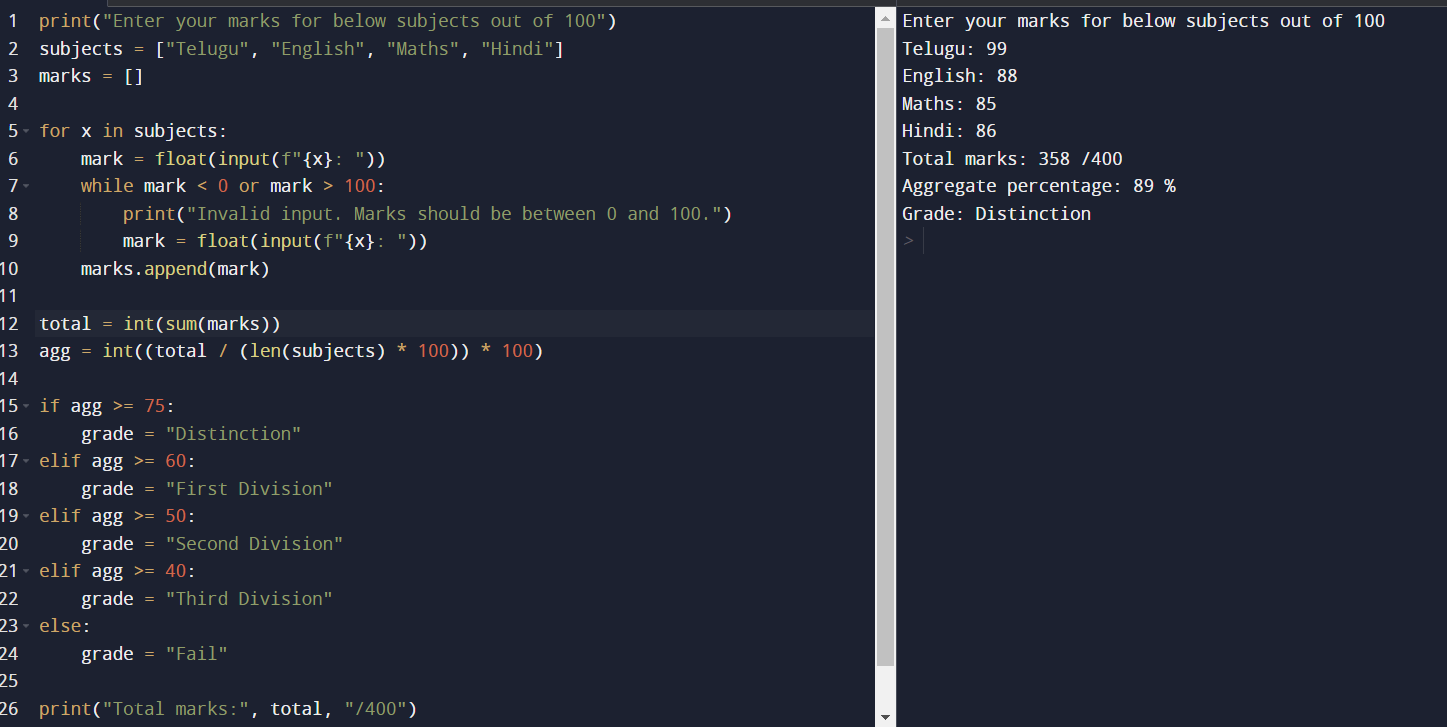 1 print("Enter your marks for below subjects out of 100")
2 subjects = ["Telugu", "English", "Maths", "Hindi"]
3 marks = []
4
5 for x in subjects:
6     mark = float(input(f"{x}: "))
7     while mark < 0 or mark > 100:
8         print("Invalid input. Marks should be between 0 and 100.")
9         mark = float(input(f"{x}: "))
10     marks.append(mark)
11
12 total = int(sum(marks))
13 agg = int((total / (len(subjects) * 100)) * 100)
14
15 if agg >= 75:
16     grade = "Distinction"
17 elif agg >= 60:
18     grade = "First Division"
19 elif agg >= 50:
20     grade = "Second Division"
21 elif agg >= 40:
22     grade = "Third Division"
23 else:
24     grade = "Fail"
25
26 print("Total marks:", total, "/400")
Enter your marks for below subjects out of 100
Telugu: 99
English: 88
Maths: 85
Hindi: 86
Total marks: 358 /400
Aggregate percentage: 89 %
Grade: Distinction
>